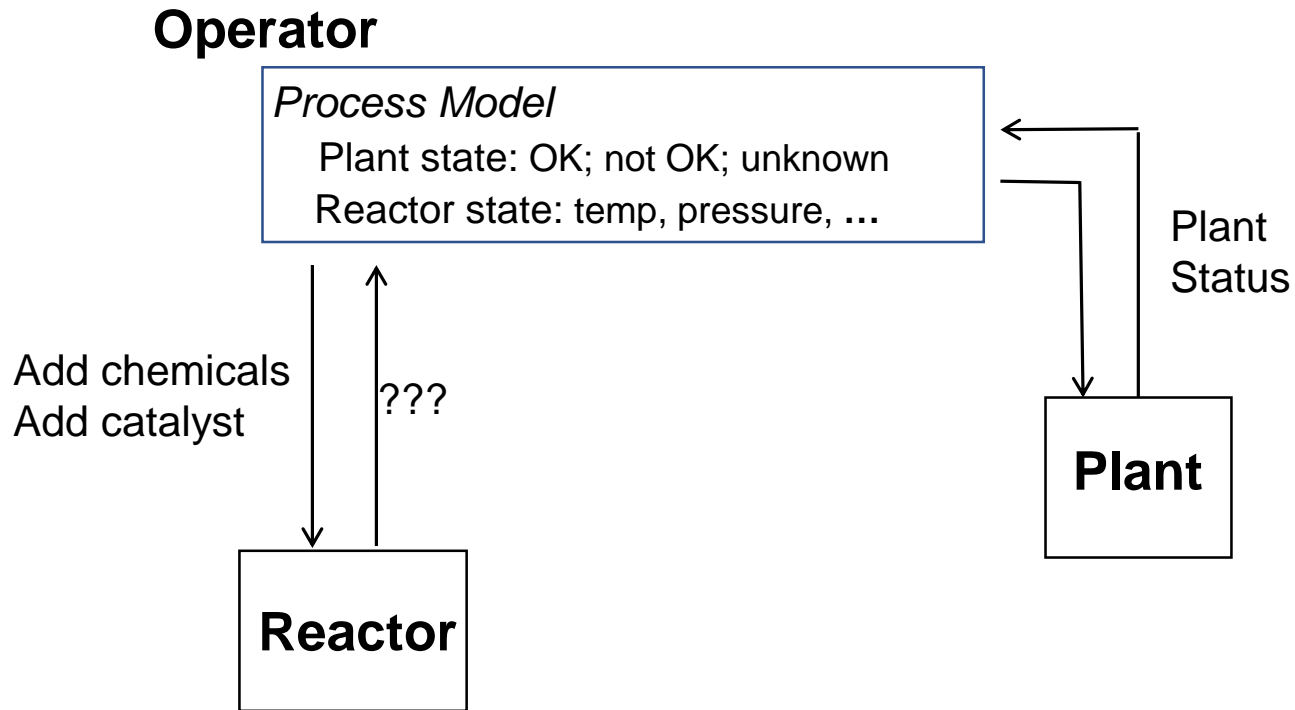 Operator
Process Model
Plant state: OK; not OK; unknown
Reactor state: temp, pressure, ...
Plant
Status
Add chemicals
Add catalyst
???
Plant
Reactor